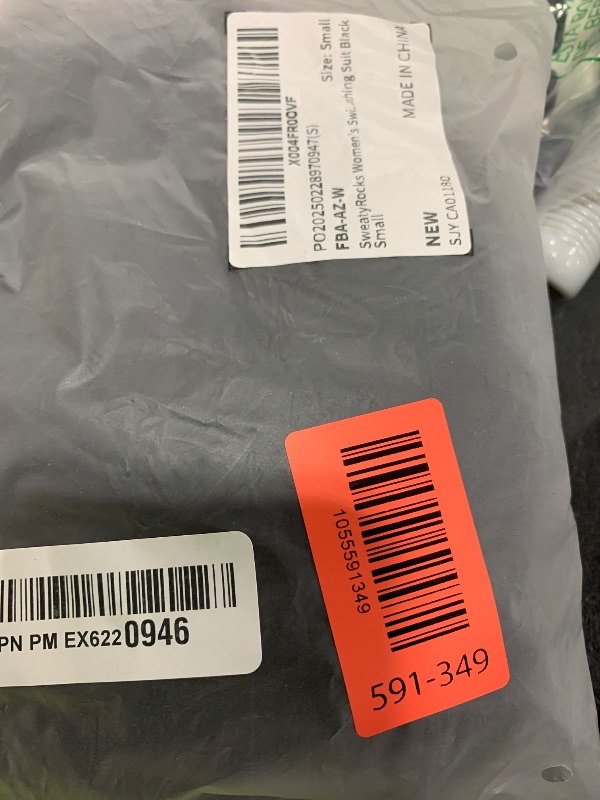 X004FR0QVF
PO20250228970947(S) Size: Small
FBA-AZ-W
SweatyRocks Women's Swimming Suit Black
Small
MADE IN CHINA
NEW
SJY CA01180
1055591349
591-349
PN PM EX6220946